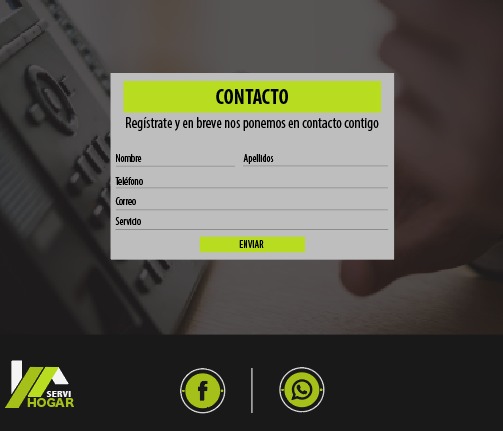 CONTACTO
Regístrate y en breve nos ponemos en contacto contigo
Nombre Apellidos
Teléfono
Correo
Servicio
ENVIAR
SERVI
HOGAR